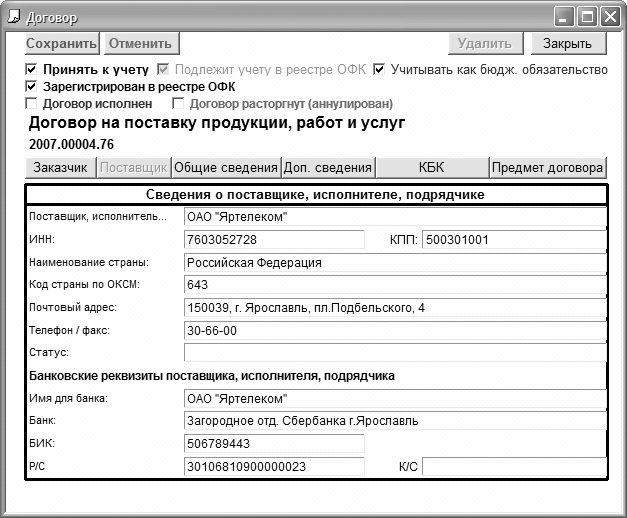 Договор
Сохранить Отменить Удалить Закрыть
Принять к учету Подлежит учету в реестре ОФК Учитывать как бюдж. обязательство
Зарегистрирован в реестре ОФК
Договор исполнен Договор расторгнут (аннулирован)
Договор на поставку продукции, работ и услуг
2007.00004.76
Заказчик Поставщик Общие сведения Доп. сведения КБК Предмет договора
Сведения о поставщике, исполнителе, подрядчике
Поставщик, исполнитель... ОАО "Яртелеком"
ИНН: 7603052728 КПП: 500301001
Наименование страны: Российская Федерация
Код страны по ОКСМ: 643
Почтовый адрес: 150039, г. Ярославль, пл.Подбельского, 4
Телефон / факс: 30-66-00
Статус:
Банковские реквизиты поставщика, исполнителя, подрядчика
Имя для банка: ОАО "Яртелеком"
Банк: Загородное отд. Сбербанка г.Ярославль
БИК: 506789443
Р/С 30106810900000023 К/С